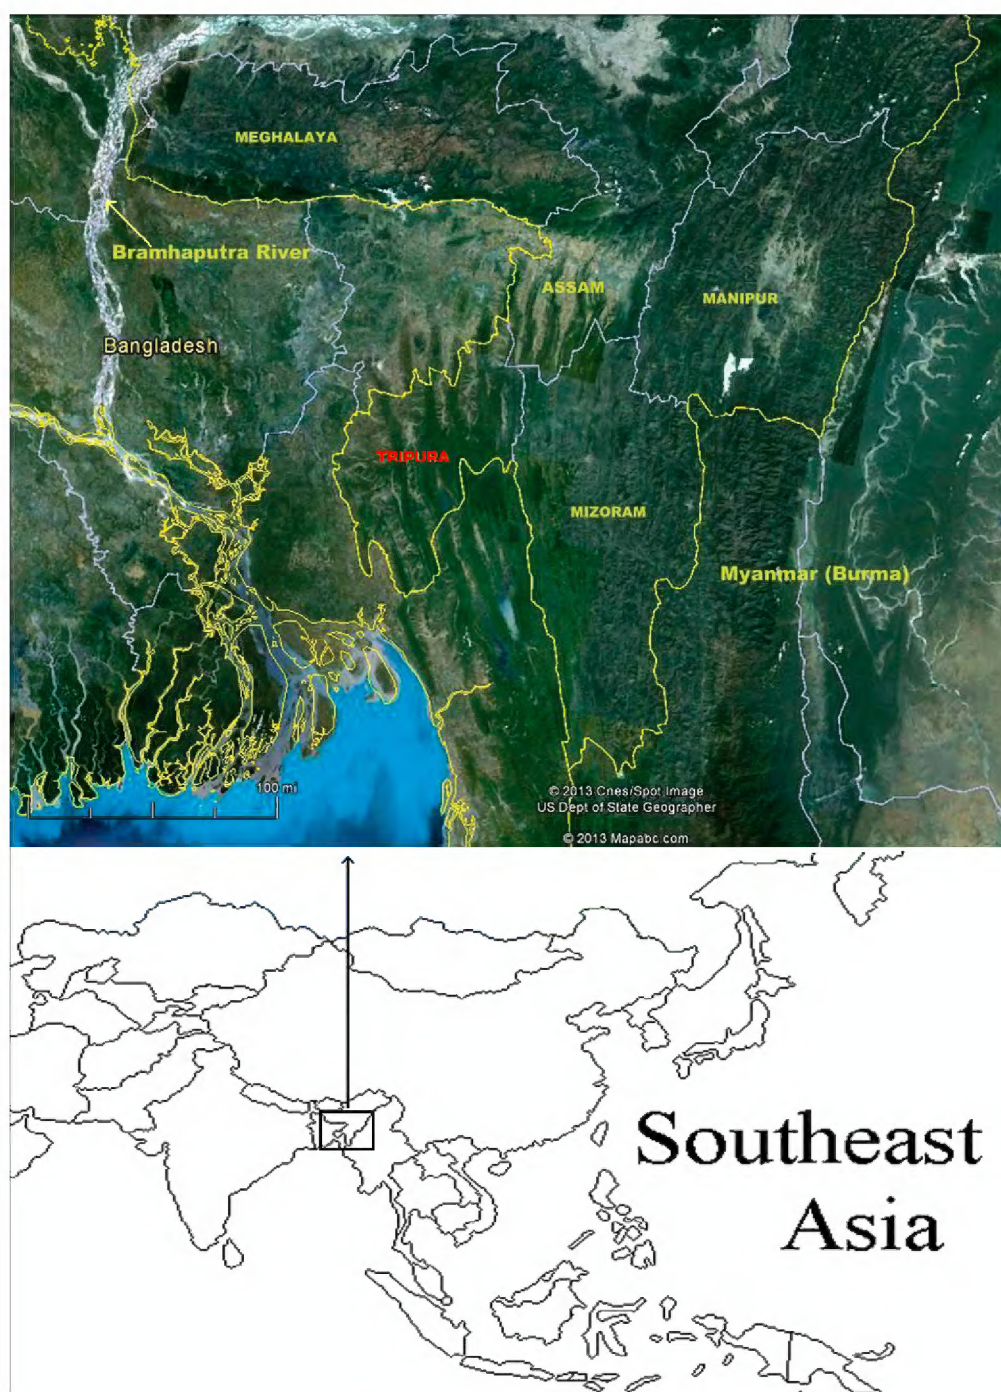 MEGHALAYA
Bramhaputra River
ASSAM
MANIPUR
Bangladesh
TRIPURA
MIZORAM
Myanmar (Burma)
100 mi
© 2013 Cnes/Spot Image
US Dept of State Geographer
© 2013 Mapabc.com
Southeast
Asia